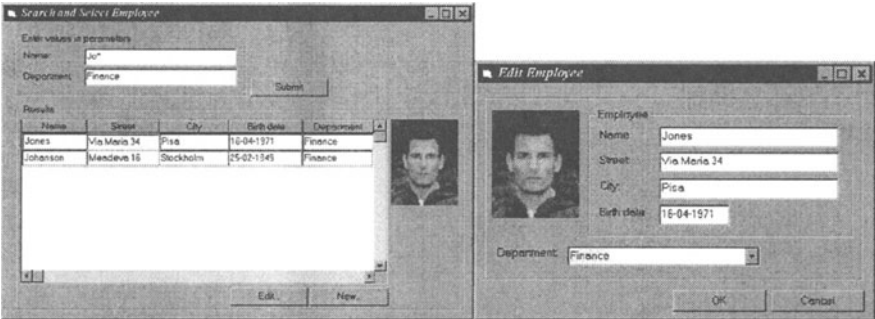 Search and Select Employee
Enter values in parameters
Name: Jo*
Department: Finance
Submit
Results
Name Street City Birth date Department
Jones Via Maria 34 Pisa 16-04-1971 Finance
Johanson Meadeva 16 Stockholm 25-02-1949 Finance
Edit.. New..
Edit Employee
Employee
Name Jones
Street: Via Maria 34
City: Pisa
Birth date 16-04-1971
Department: Finance
OK Cancel